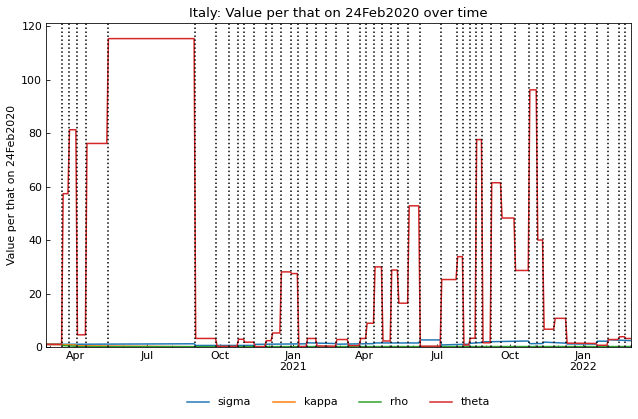 Italy: Value per that on 24Feb2020 over time
Value per that on 24Feb2020
120
100
80
60
40
20
0
Apr Jul Oct Jan Apr Jul Oct Jan
2021 2022
sigma kappa rho theta